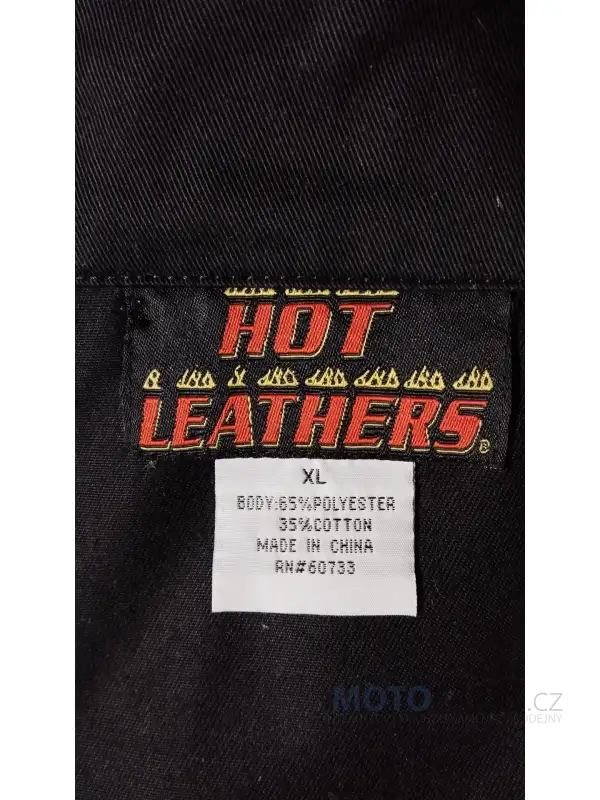 HOT
LEATHERS®
XL
BODY:65%POLYESTER
35%COTTON
MADE IN CHINA
RN#60733
MOTO .CZ